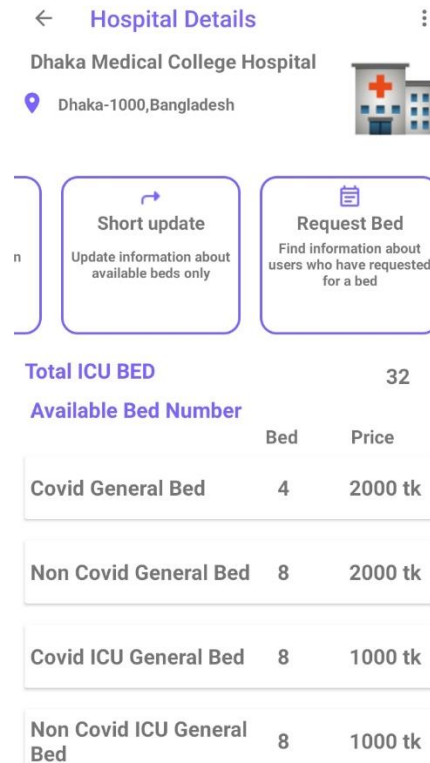 Hospital Details
Dhaka Medical College Hospital
Dhaka-1000,Bangladesh
n
Short update
Update information about
available beds only
Request Bed
Find information about
users who have requested
for a bed
Total ICU BED 32
Available Bed Number
Bed Price
Covid General Bed 4 2000 tk
Non Covid General Bed 8 2000 tk
Covid ICU General Bed 8 1000 tk
Non Covid ICU General
Bed 8 1000 tk